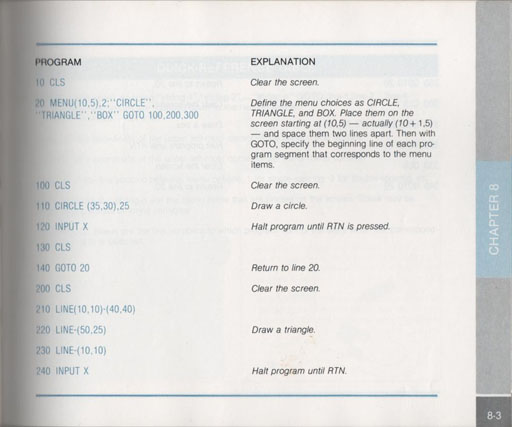 PROGRAM EXPLANATION
10 CLS Clear the screen.
20 MENU(10,5),2;"CIRCLE", Define the menu choices as CIRCLE,
"TRIANGLE","BOX" GOTO 100,200,300 TRIANGLE, and BOX. Place them on the
screen starting at (10,5) — actually (10 + 1,5)
— and space them two lines apart. Then with
GOTO, specify the beginning line of each pro-
gram segment that corresponds to the menu
items.
100 CLS Clear the screen.
110 CIRCLE (35,30),25 Draw a circle.
120 INPUT X Halt program until RTN is pressed.
130 CLS
140 GOTO 20 Return to line 20.
200 CLS Clear the screen.
210 LINE(10,10)-(40,40)
220 LINE-(50,25) Draw a triangle.
230 LINE-(10,10)
240 INPUT X Halt program until RTN.
CHAPTER 8
8-3